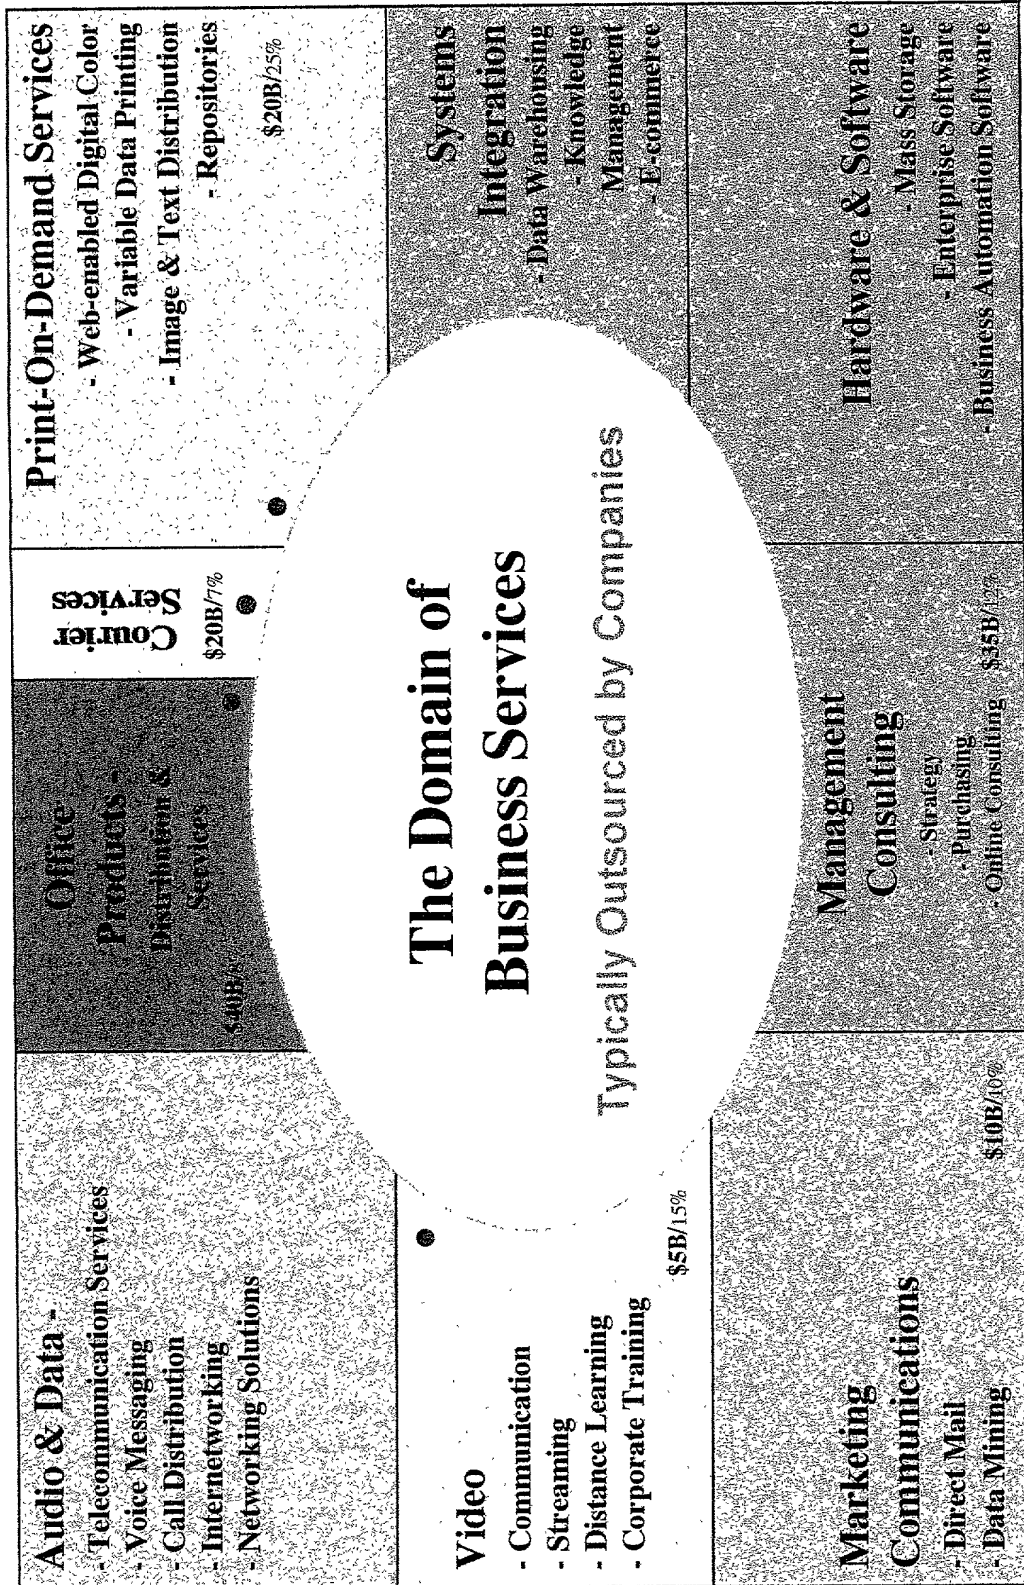 Audio & Data -
- Telecommunication Services
- Voice Messaging
- Call Distribution
- Internetworking
- Networking Solutions
Office
Products -
Distribution &
Services
$40B/
Courier
Services
$20B/7%
Print-On-Demand Services
- Web-enabled Digital Color
- Variable Data Printing
- Image & Text Distribution
- Repositories
$20B/25%
Video
- Communication
- Streaming
- Distance Learning
- Corporate Training
$5B/15%
The Domain of
Business Services
Typically Outsourced by Companies
Systems
Integration
- Data Warehousing
- Knowledge
Management
- E-commerce
Marketing
Communications
- Direct Mail
- Data Mining
$10B/10%
Management
Consulting
- Strategy
- Purchasing
- Online Consulting
$35B/12%
Hardware & Software
- Mass Storage
- Enterprise Software
- Business Automation Software